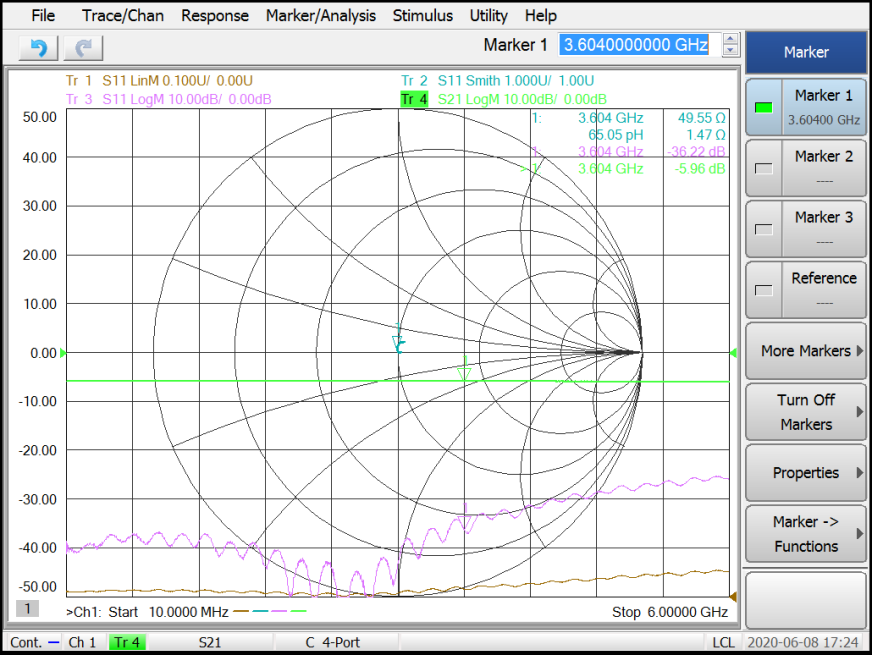 File Trace/Chan Response Marker/Analysis Stimulus Utility Help
Marker 1 3.6040000000 GHz
Marker
Tr 1 S11 LinM 0.100U/ 0.00U Tr 2 S11 Smith 1.000U/ 1.00U
Tr 3 S11 LogM 10.00dB/ 0.00dB Tr 4 S21 LogM 10.00dB/ 0.00dB
1: 3.604 GHz 49.55 Ω
65.05 pH 1.47 Ω
1 3.604 GHz -36.22 dB
> 1 3.604 GHz -5.96 dB
50.00
40.00
30.00
20.00
10.00
0.00
-10.00
-20.00
-30.00
-40.00
-50.00
1 >Ch1: Start 10.0000 MHz Stop 6.00000 GHz
Marker 1
3.60400 GHz
Marker 2
----
Marker 3
----
Reference
----
More Markers
Turn Off
Markers
Properties
Marker ->
Functions
Cont. Ch 1 Tr 4 S21 C 4-Port LCL 2020-06-08 17:24